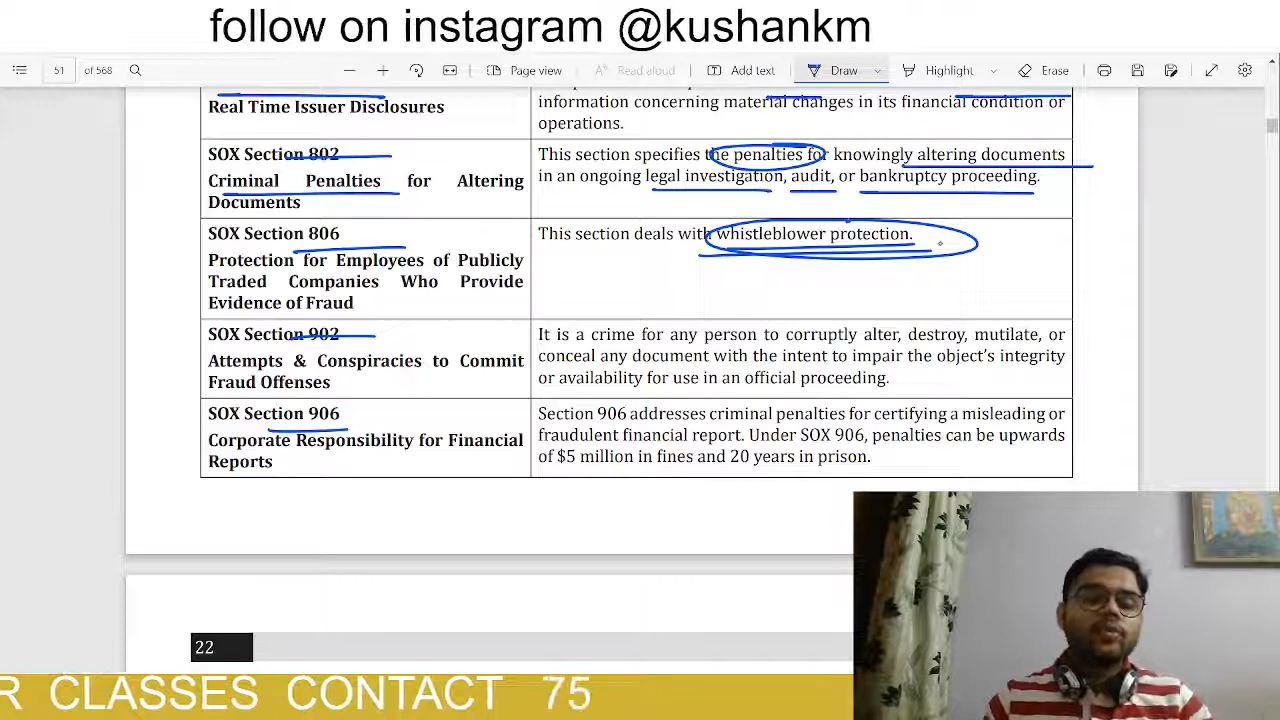 follow on instagram @kushankm
51 of 568 Page view Read aloud Add text Draw Highlight Erase
Real Time Issuer Disclosures
information concerning material changes in its financial condition or
operations.
SOX Section 802
Criminal Penalties for Altering
Documents
This section specifies the penalties for knowingly altering documents
in an ongoing legal investigation, audit, or bankruptcy proceeding.
SOX Section 806
Protection for Employees of Publicly
Traded Companies Who Provide
Evidence of Fraud
This section deals with whistleblower protection.
SOX Section 902
Attempts & Conspiracies to Commit
Fraud Offenses
It is a crime for any person to corruptly alter, destroy, mutilate, or
conceal any document with the intent to impair the object's integrity
or availability for use in an official proceeding.
SOX Section 906
Corporate Responsibility for Financial
Reports
Section 906 addresses criminal penalties for certifying a misleading or
fraudulent financial report. Under SOX 906, penalties can be upwards
of $5 million in fines and 20 years in prison.
22
R CLASSES CONTACT 75